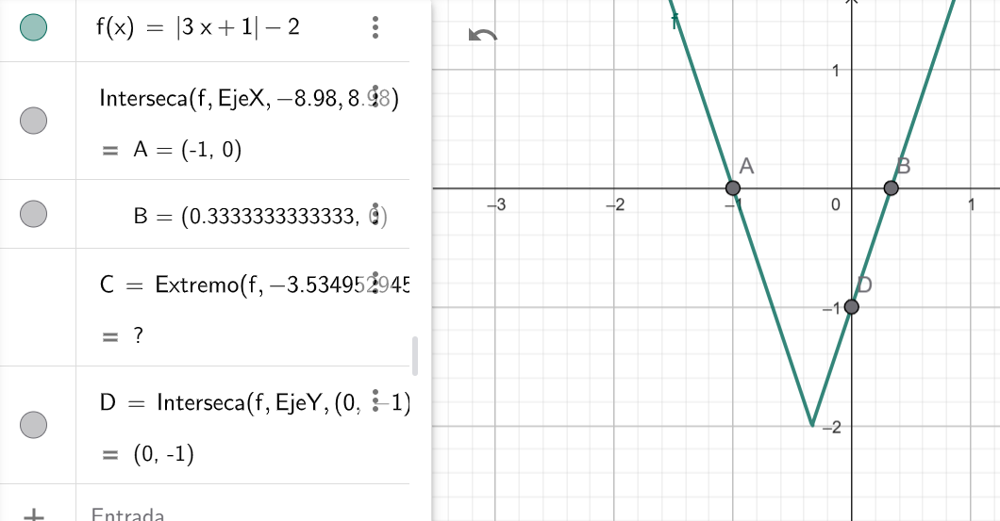 f(x) = |3 x + 1| − 2
Interseca(f, EjeX, −8.98, 8.98)
= A = (-1, 0)
B = (0.3333333333333, 0)
C = Extremo(f, −3.534952945
= ?
D = Interseca(f, EjeY, (0, −1)
= (0, -1)
+ Entrada
f
1
A
B
−3
−2
−1
0
1
D
−1
−2